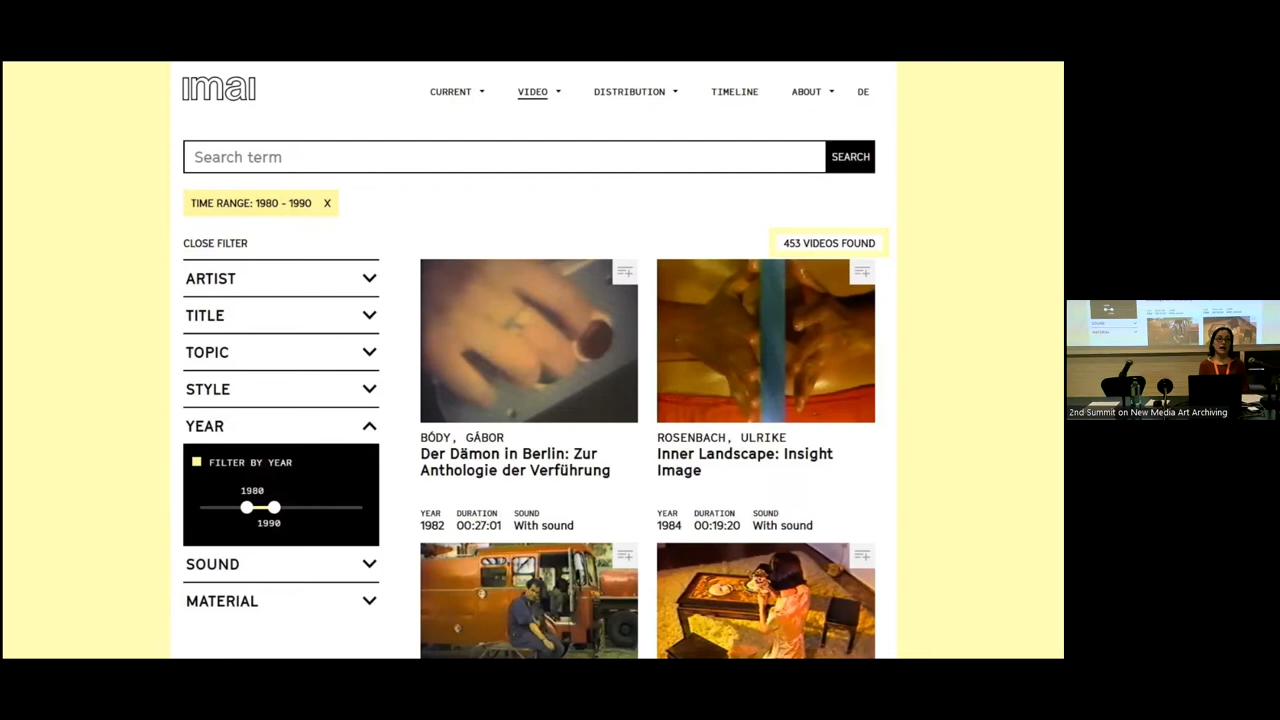 imai
CURRENT VIDEO DISTRIBUTION TIMELINE ABOUT DE
Search term SEARCH
TIME RANGE: 1980 - 1990 X
CLOSE FILTER
453 VIDEOS FOUND
ARTIST
TITLE
TOPIC
STYLE
YEAR
FILTER BY YEAR
1980
1990
SOUND
MATERIAL
BÓDY, GÁBOR
Der Dämon in Berlin: Zur
Anthologie der Verführung
YEAR DURATION SOUND
1982 00:27:01 With sound
ROSENBACH, ULRIKE
Inner Landscape: Insight
Image
YEAR DURATION SOUND
1984 00:19:20 With sound
2nd Summit on New Media Art Archiving